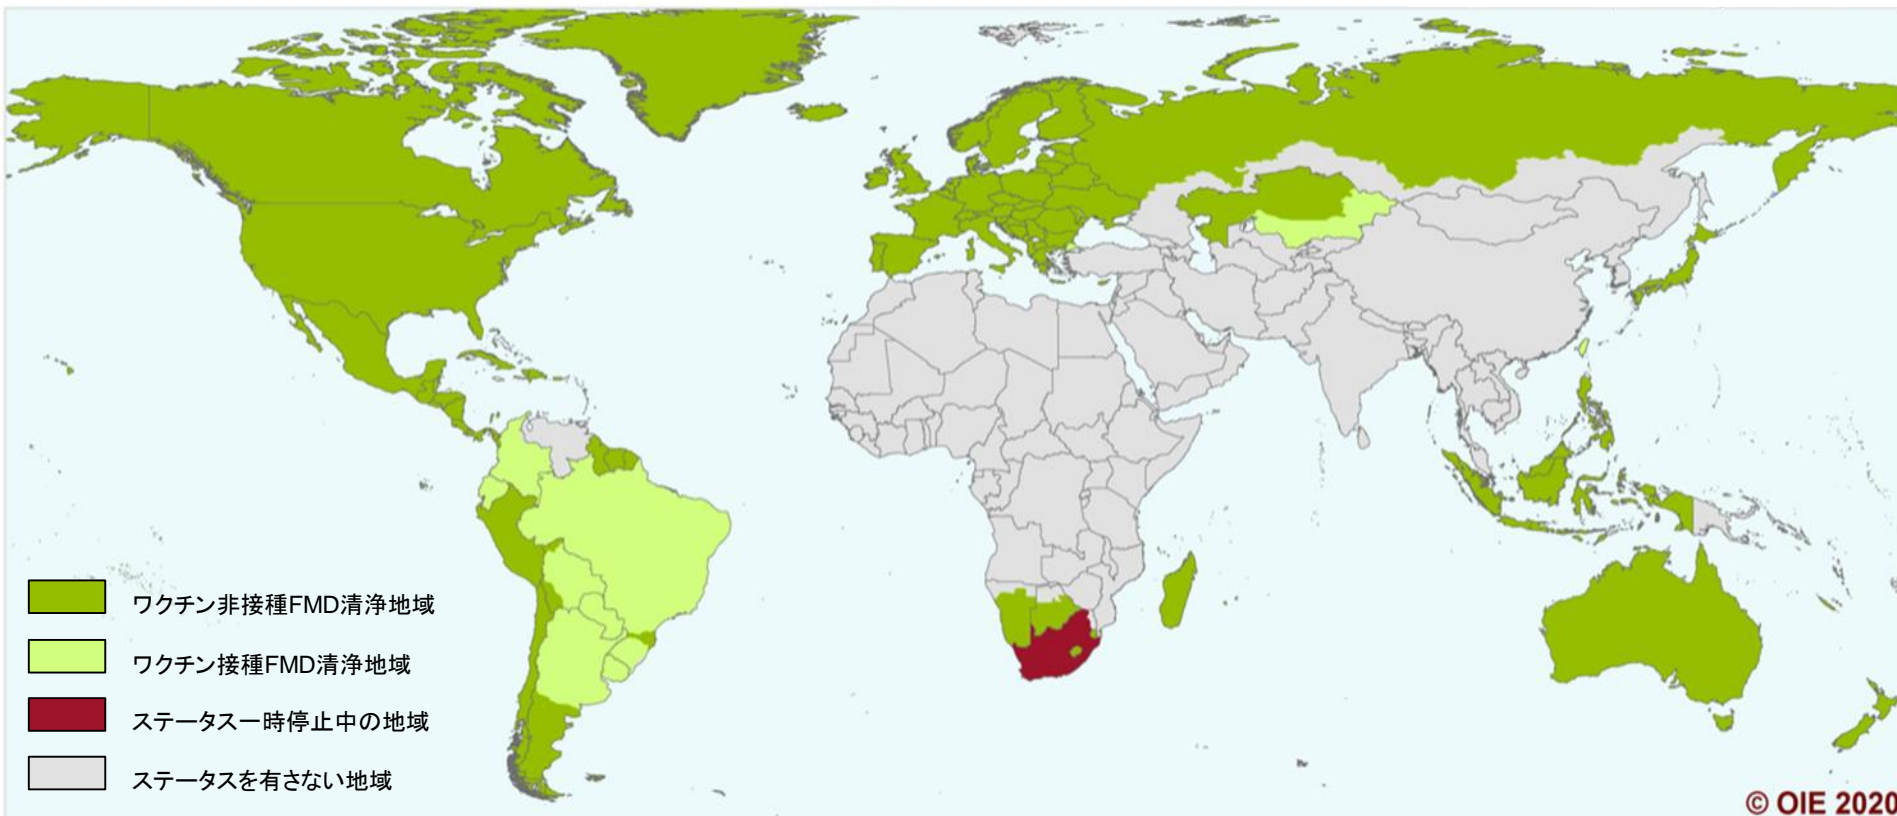 ワクチン非接種FMD清浄地域
ワクチン接種FMD清浄地域
ステータス一時停止中の地域
ステータスを有さない地域
© OIE 2020